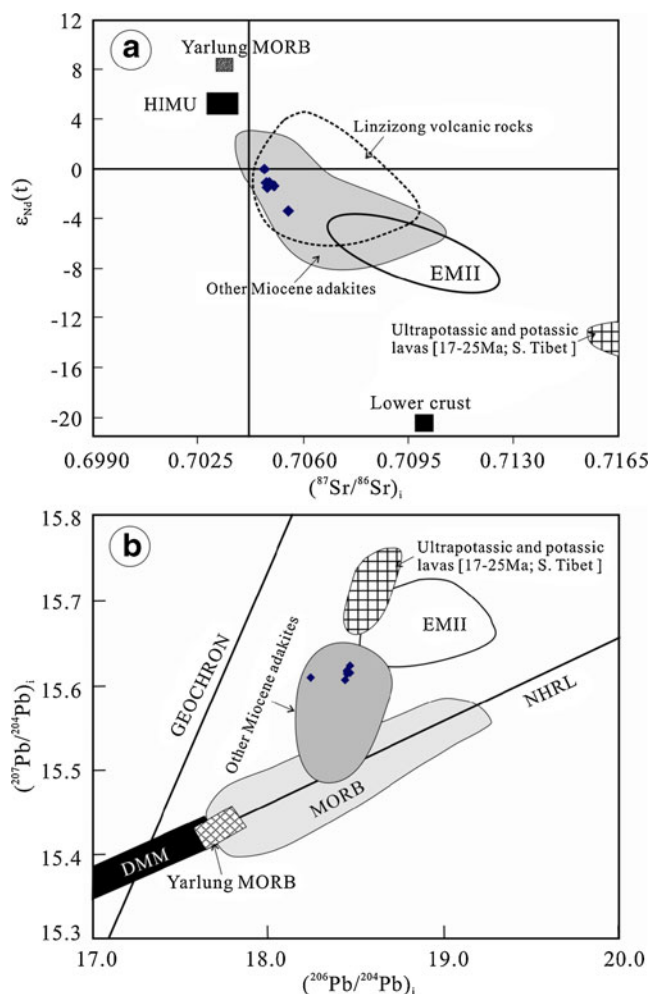 a
12
8
4
0
-4
-8
-12
-16
-20
εNd(t)
Yarlung MORB
HIMU
Linzizong volcanic rocks
EMII
Other Miocene adakites
Ultrapotassic and potassic
lavas [17-25Ma; S. Tibet ]
Lower crust
0.6990 0.7025 0.7060 0.7095 0.7130 0.7165
(⁸⁷Sr/⁸⁶Sr)i
b
15.8
15.7
15.6
15.5
15.4
15.3
(²⁰⁷Pb/²⁰⁴Pb)i
GEOCHRON
Other Miocene adakites
Ultrapotassic and potassic
lavas [17-25Ma; S. Tibet ]
EMII
NHRL
MORB
DMM
Yarlung MORB
17.0 18.0 19.0 20.0
(²⁰⁶Pb/²⁰⁴Pb)i